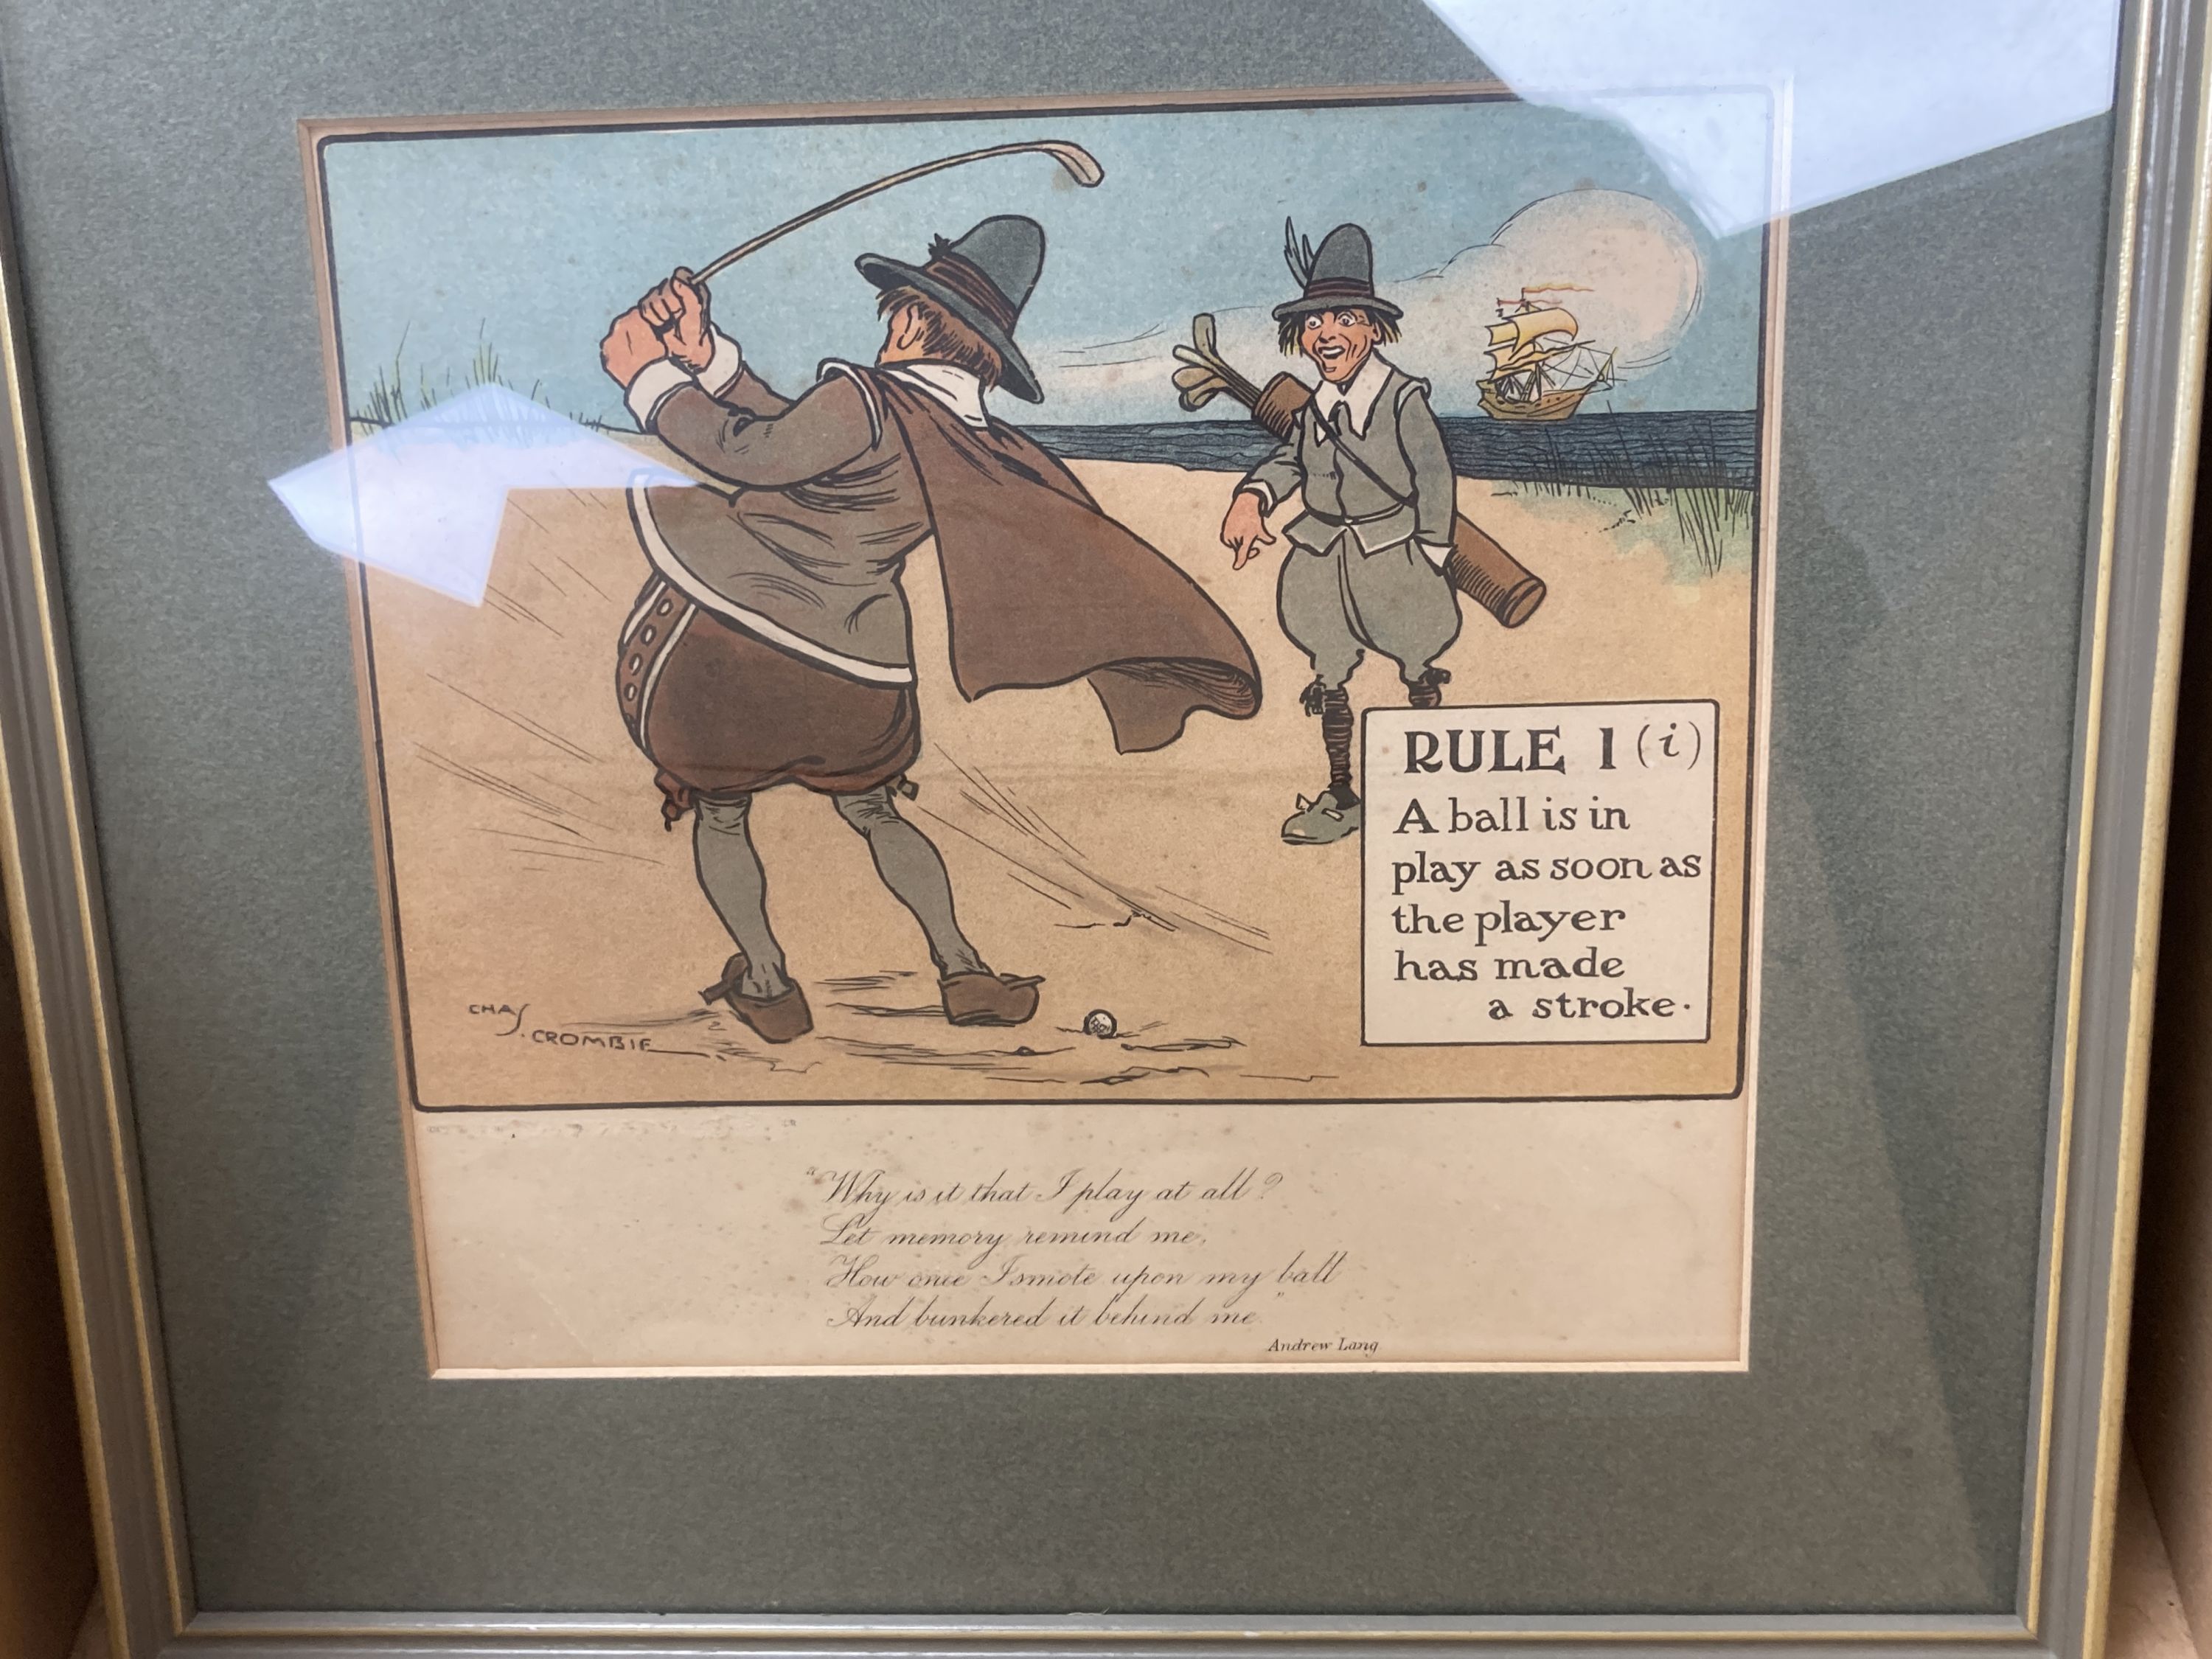 RULE 1 (i)
A ball is in
play as soon as
the player
has made
a stroke.
CHAS.
CROMBIE
"Why is it that I play at all?
Let memory remind me,
How once I smote upon my ball
And bunkered it behind me"
Andrew Lang